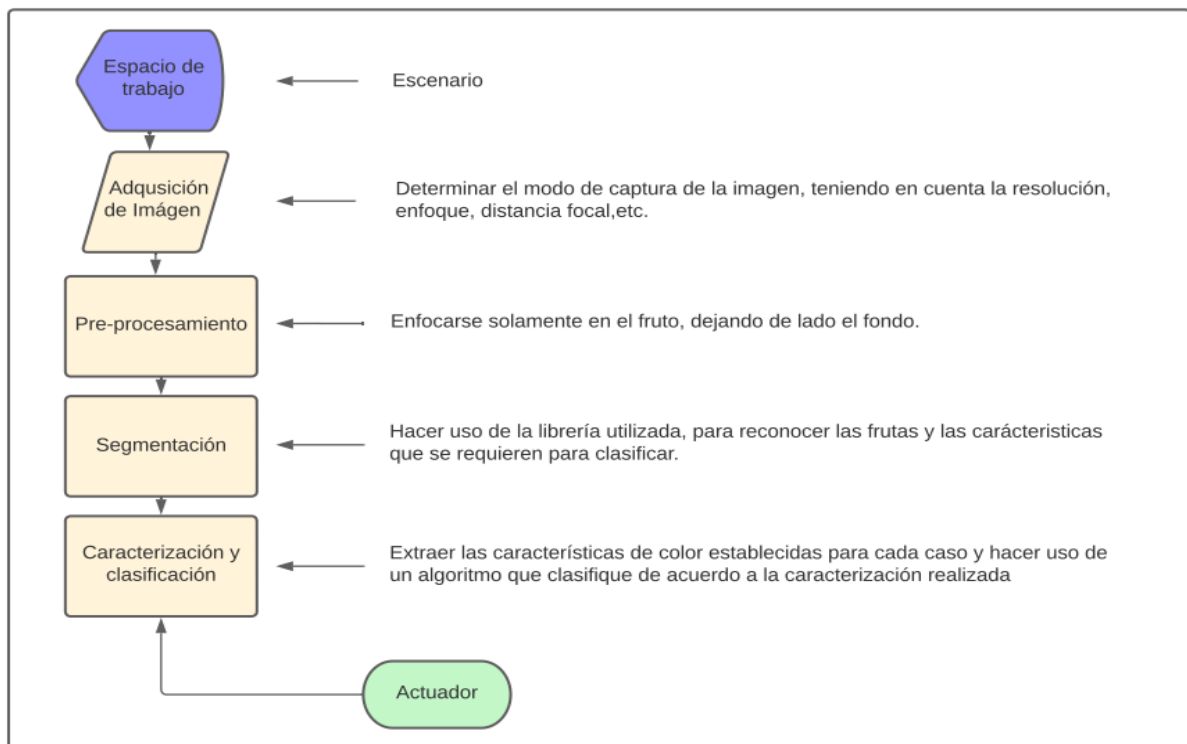 Espacio de
trabajo
Escenario
Adqusición
de Imágen
Determinar el modo de captura de la imagen, teniendo en cuenta la resolución,
enfoque, distancia focal,etc.
Pre-procesamiento
Enfocarse solamente en el fruto, dejando de lado el fondo.
Segmentación
Hacer uso de la librería utilizada, para reconocer las frutas y las carácteristicas
que se requieren para clasificar.
Caracterización y
clasificación
Extraer las características de color establecidas para cada caso y hacer uso de
un algoritmo que clasifique de acuerdo a la caracterización realizada
Actuador